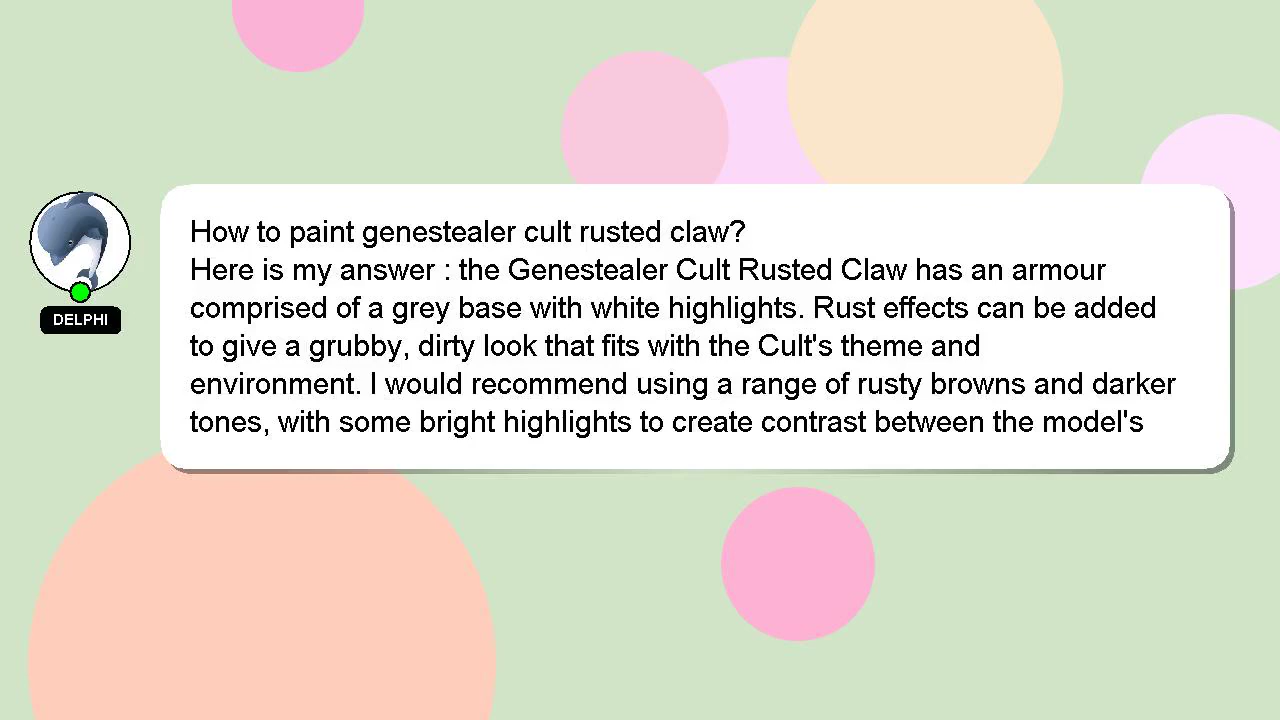 How to paint genestealer cult rusted claw?
Here is my answer : the Genestealer Cult Rusted Claw has an armour
comprised of a grey base with white highlights. Rust effects can be added
to give a grubby, dirty look that fits with the Cult's theme and
environment. I would recommend using a range of rusty browns and darker
tones, with some bright highlights to create contrast between the model's
DELPHI